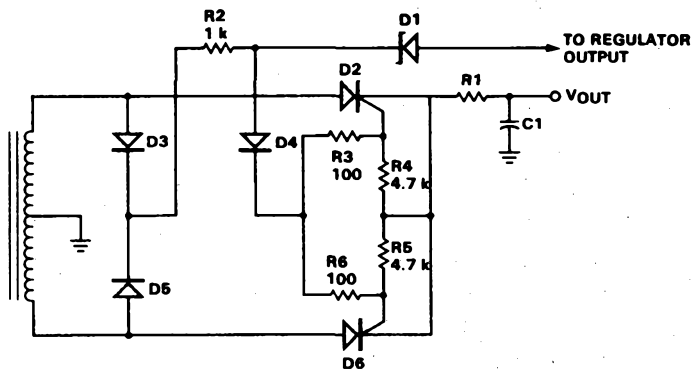 R2
1 k
D1
TO REGULATOR
OUTPUT
D2
R1
VOUT
C1
D3
D4
R3
100
R4
4.7 k
R5
4.7 k
R6
100
D5
D6